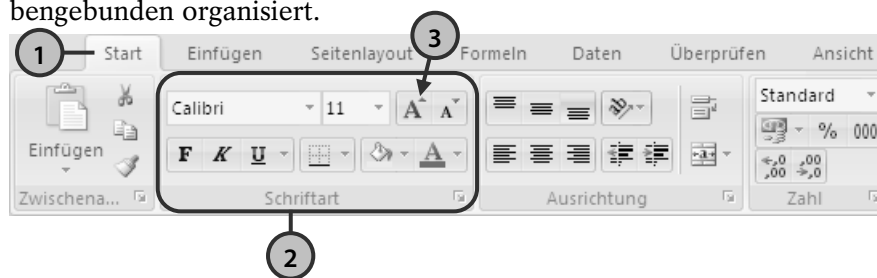 bengebunden organisiert.
1 Start Einfügen Seitenlayout 3 Formeln Daten Überprüfen Ansicht
Calibri 11 A A Standard
Einfügen F K U A % 000
,0 ,00
,00 ,0
Zwischena... Schriftart Ausrichtung Zahl
2